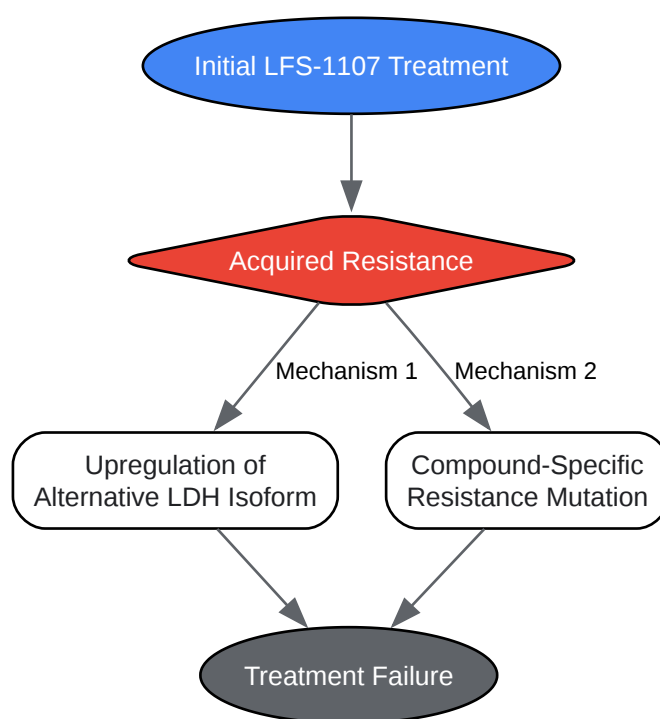 Initial LFS-1107 Treatment
Acquired Resistance
Mechanism 1
Mechanism 2
Upregulation of
Alternative LDH Isoform
Compound-Specific
Resistance Mutation
Treatment Failure